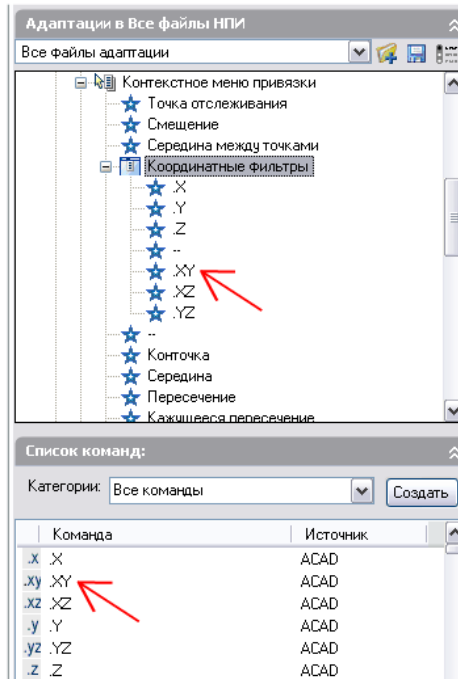 Адаптации в Все файлы НПИ
Все файлы адаптации
Контекстное меню привязки
Точка отслеживания
Смещение
Середина между точками
Координатные фильтры
.X
.Y
.Z
--
.XY
.XZ
.YZ
--
Конточка
Середина
Пересечение
Кажущееся пересечение
Список команд:
Категории: Все команды Создать
Команда Источник
.x .X ACAD
.xy .XY ACAD
.xz .XZ ACAD
.y .Y ACAD
.yz .YZ ACAD
.z .Z ACAD